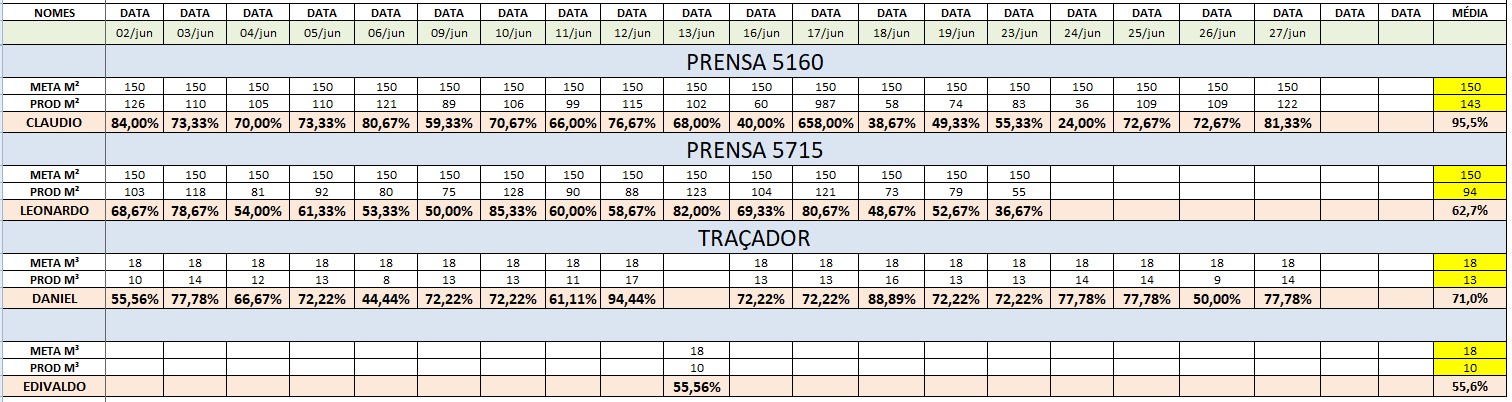 NOMES DATA DATA DATA DATA DATA DATA DATA DATA DATA DATA DATA DATA DATA DATA DATA DATA DATA DATA DATA DATA DATA MÉDIA
02/jun 03/jun 04/jun 05/jun 06/jun 09/jun 10/jun 11/jun 12/jun 13/jun 16/jun 17/jun 18/jun 19/jun 23/jun 24/jun 25/jun 26/jun 27/jun
PRENSA 5160
META M² 150 150 150 150 150 150 150 150 150 150 150 150 150 150 150 150 150 150 150 150
PROD M² 126 110 105 110 121 89 106 99 115 102 60 987 58 74 83 36 109 109 122 143
CLAUDIO 84,00% 73,33% 70,00% 73,33% 80,67% 59,33% 70,67% 66,00% 76,67% 68,00% 40,00% 658,00% 38,67% 49,33% 55,33% 24,00% 72,67% 72,67% 81,33% 95,5%
PRENSA 5715
META M² 150 150 150 150 150 150 150 150 150 150 150 150 150 150 150 150
PROD M² 103 118 81 92 80 75 128 90 88 123 104 121 73 79 55 94
LEONARDO 68,67% 78,67% 54,00% 61,33% 53,33% 50,00% 85,33% 60,00% 58,67% 82,00% 69,33% 80,67% 48,67% 52,67% 36,67% 62,7%
TRAÇADOR
META M³ 18 18 18 18 18 18 18 18 18 18 18 18 18 18 18 18 18 18 18
PROD M³ 10 14 12 13 8 13 13 11 17 13 13 16 13 13 14 14 9 14 13
DANIEL 55,56% 77,78% 66,67% 72,22% 44,44% 72,22% 72,22% 61,11% 94,44% 72,22% 72,22% 88,89% 72,22% 72,22% 77,78% 77,78% 50,00% 77,78% 71,0%
META M³ 18 18
PROD M³ 10 10
EDIVALDO 55,56% 55,6%